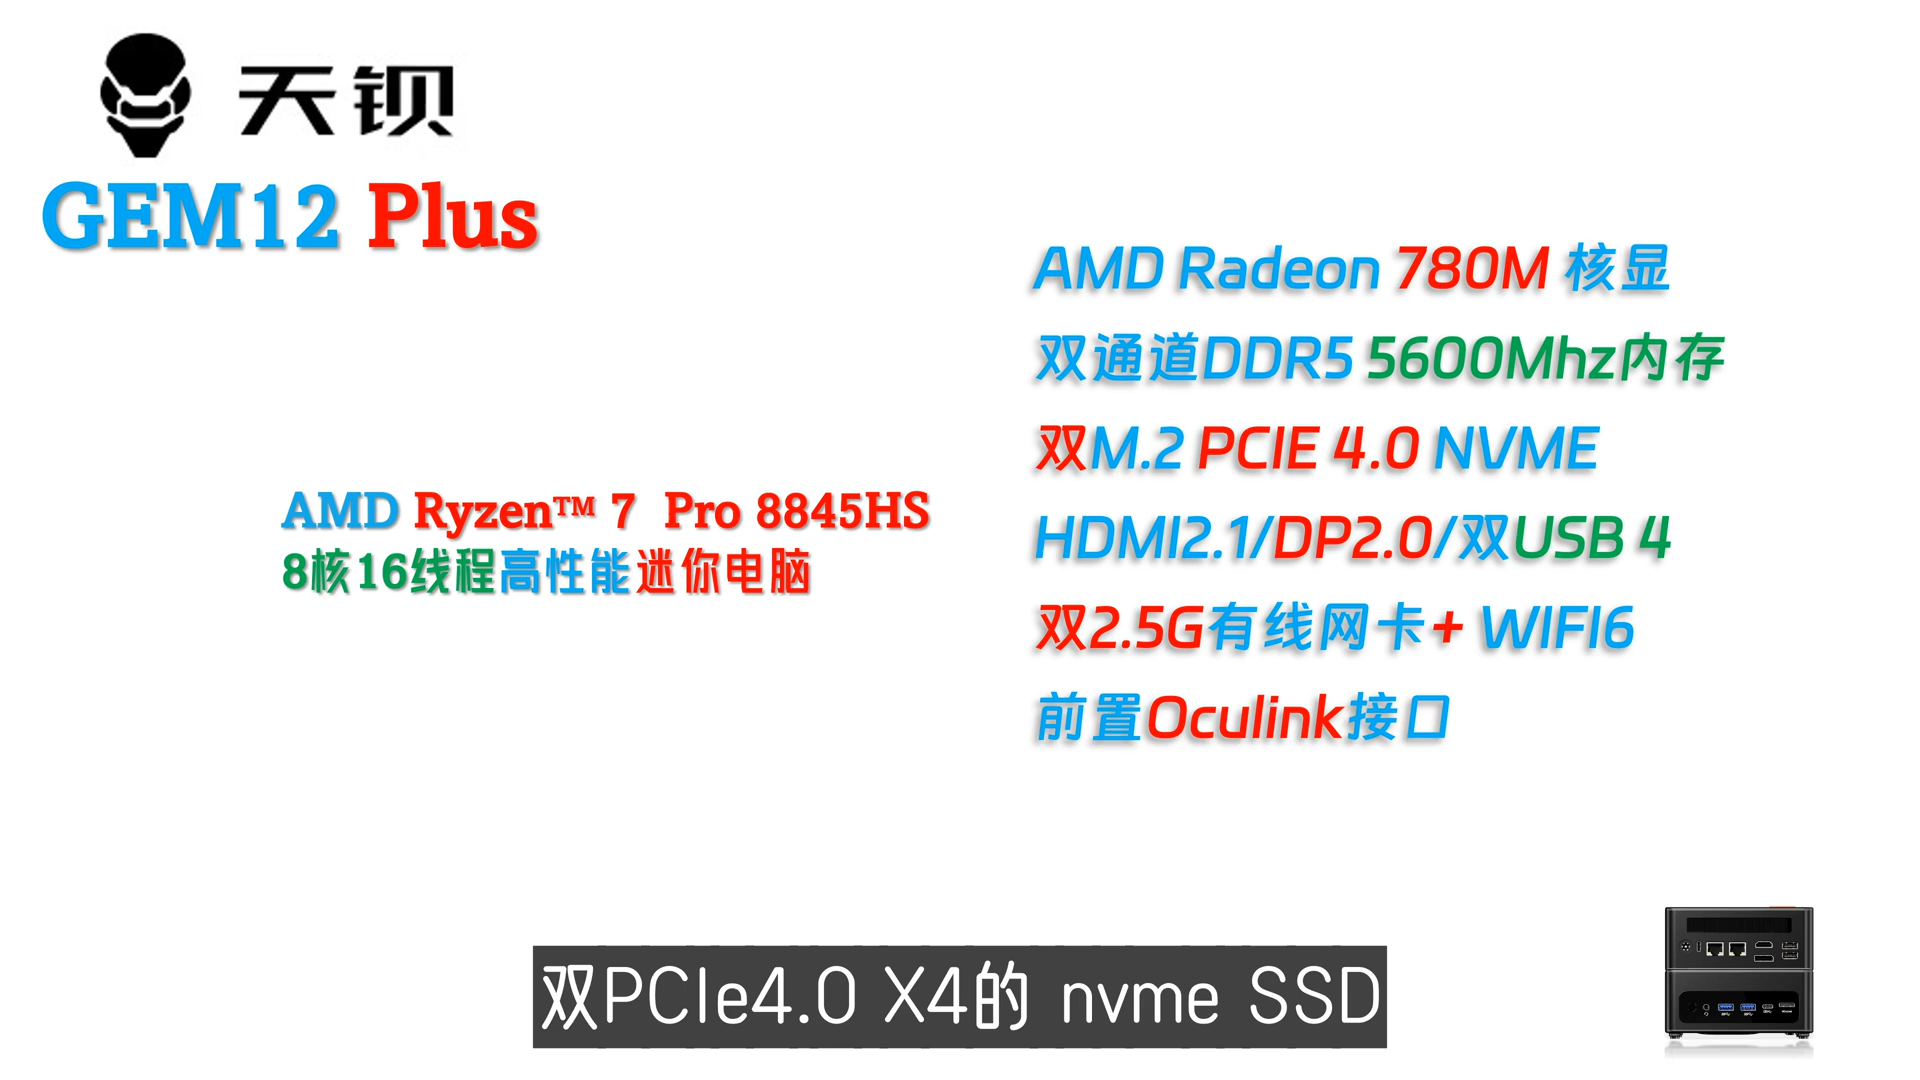 天钡
GEM12 Plus
AMD Radeon 780M 核显
双通道DDR5 5600Mhz内存
双M.2 PCIE 4.0 NVME
AMD Ryzen™ 7 Pro 8845HS
8核16线程高性能迷你电脑
HDMI2.1/DP2.0/双USB 4
双2.5G有线网卡+ WIFI6
前置Oculink接口
双PCIe4.0 X4的 nvme SSD